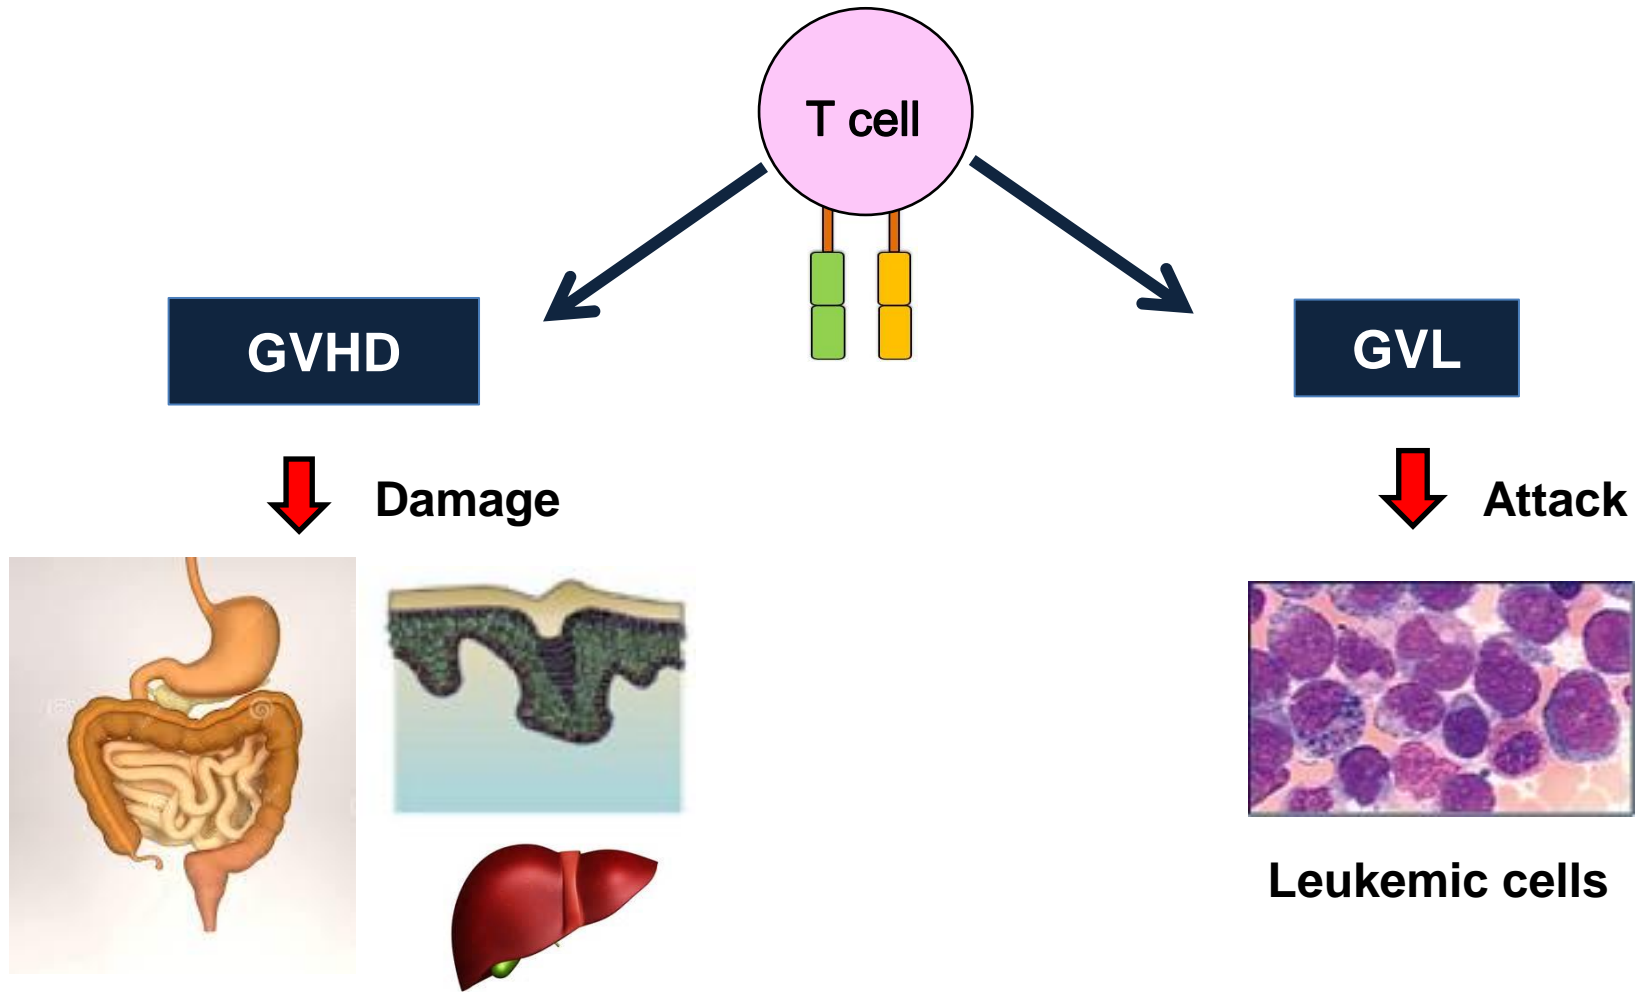 T cell
GVHD
GVL
Damage
Attack
Leukemic cells